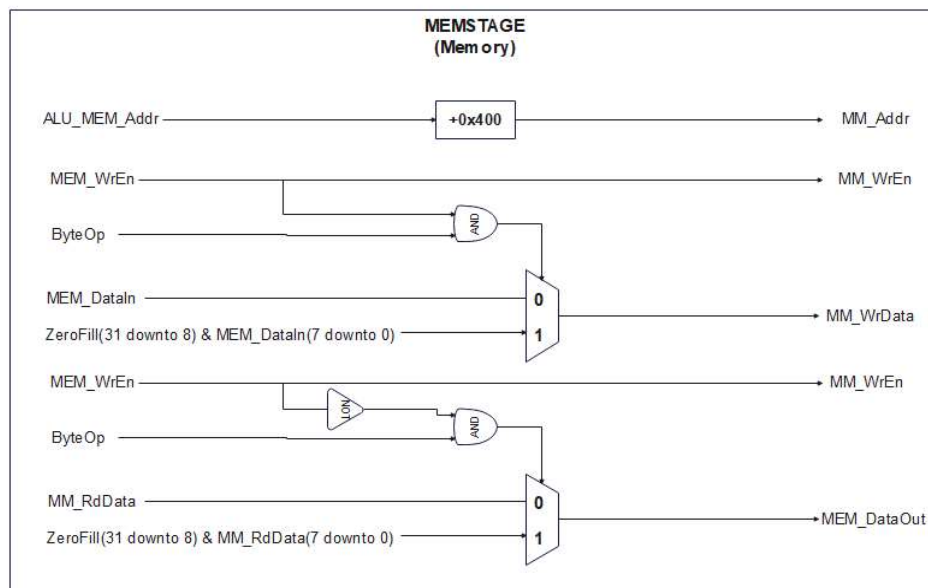 MEMSTAGE
(Memory)
ALU_MEM_Addr
+0x400
MM_Addr
MEM_WrEn
MM_WrEn
AND
ByteOp
MEM_DataIn
0
MM_WrData
ZeroFill(31 downto 8) & MEM_DataIn(7 downto 0)
1
MEM_WrEn
MM_WrEn
NOT
AND
ByteOp
MM_RdData
0
MEM_DataOut
ZeroFill(31 downto 8) & MM_RdData(7 downto 0)
1